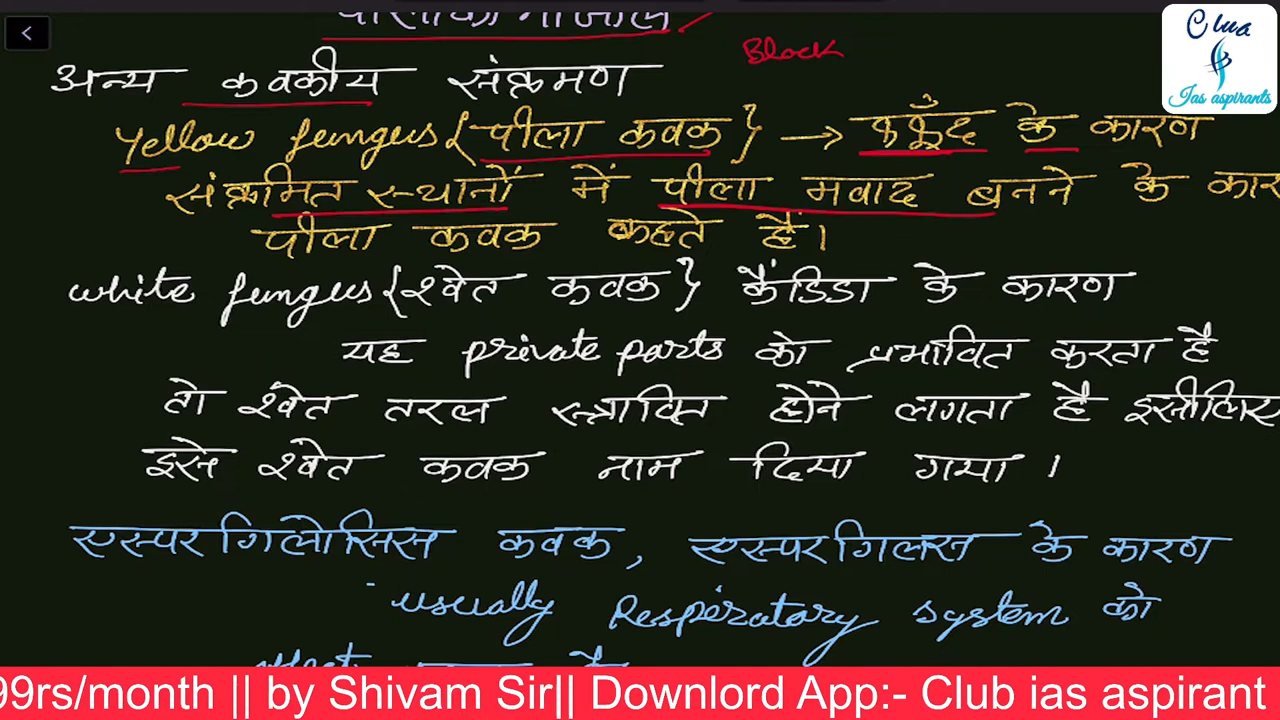 Block
अन्य कवकीय संक्रमण
Yellow fungus{पीला कवक} → फफूँद के कारण
संक्रमित स्थानों में पीला मवाद बनने के कार
पीला कवक कहते हैं।
white fungus{श्वेत कवक} कैंडिडा के कारण
यह private parts को प्रभावित करता है
तो श्वेत तरल स्त्रावित होने लगता है इसीलिए
इसे श्वेत कवक नाम दिया गया।
एस्परगिलोसिस कवक, एस्परगिलस के कारण
usually Respiratory system को
Club
Ias aspirants
99rs/month || by Shivam Sir|| Downlord App:- Club ias aspirant